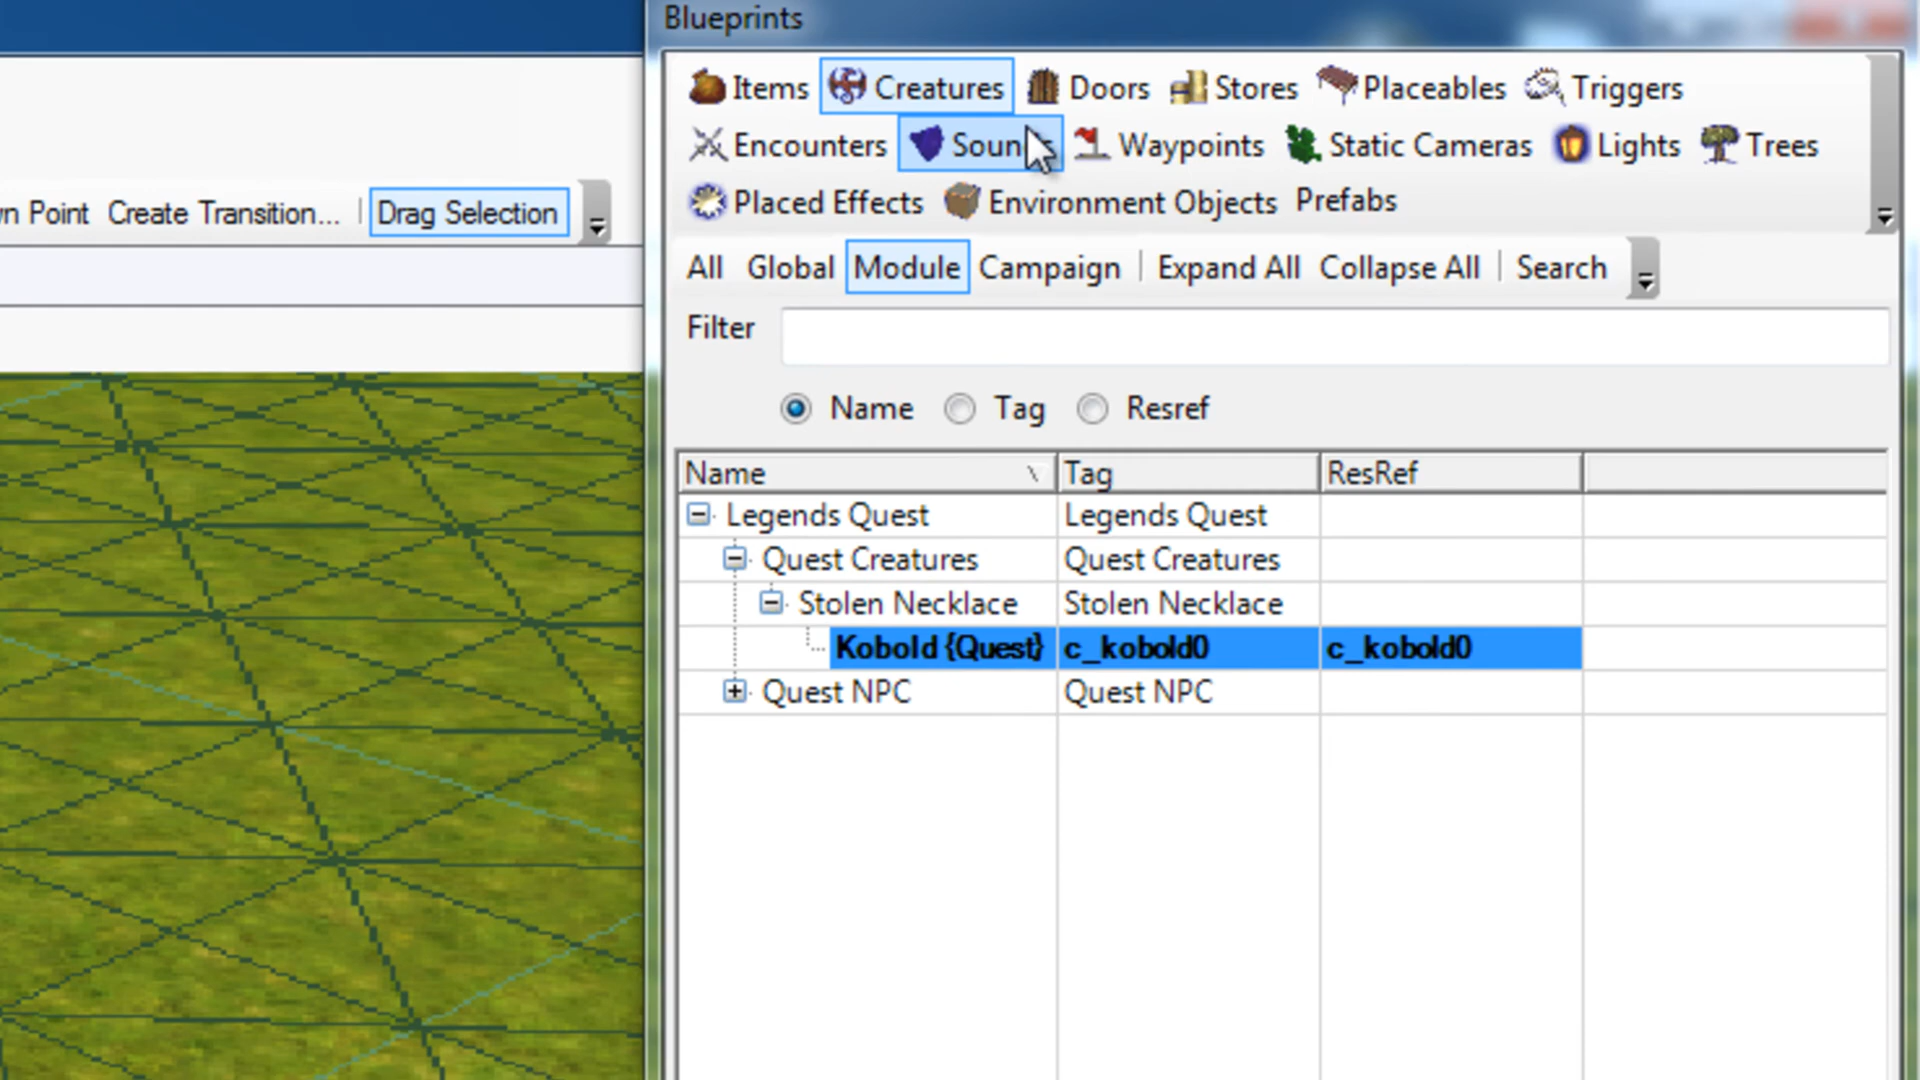 Blueprints
Items Creatures Doors Stores Placeables Triggers
Encounters Soun Waypoints Static Cameras Lights Trees
Placed Effects Environment Objects Prefabs
n Point Create Transition... Drag Selection
All Global Module Campaign Expand All Collapse All Search
Filter
Name Tag Resref
Name Tag ResRef
Legends Quest Legends Quest
Quest Creatures Quest Creatures
Stolen Necklace Stolen Necklace
Kobold {Quest} c_kobold0 c_kobold0
Quest NPC Quest NPC